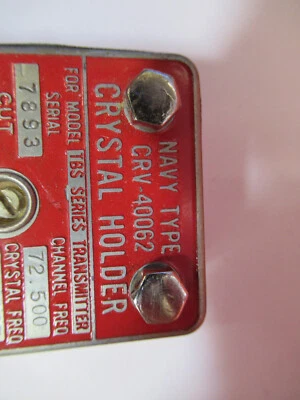 NAVY TYPE
CRV-40062
CRYSTAL HOLDER
FOR MODEL TBS SERIES TRANSMITTER
SERIAL CHANNEL FREQ
7893 72.500
CUT CRYSTAL FREQ